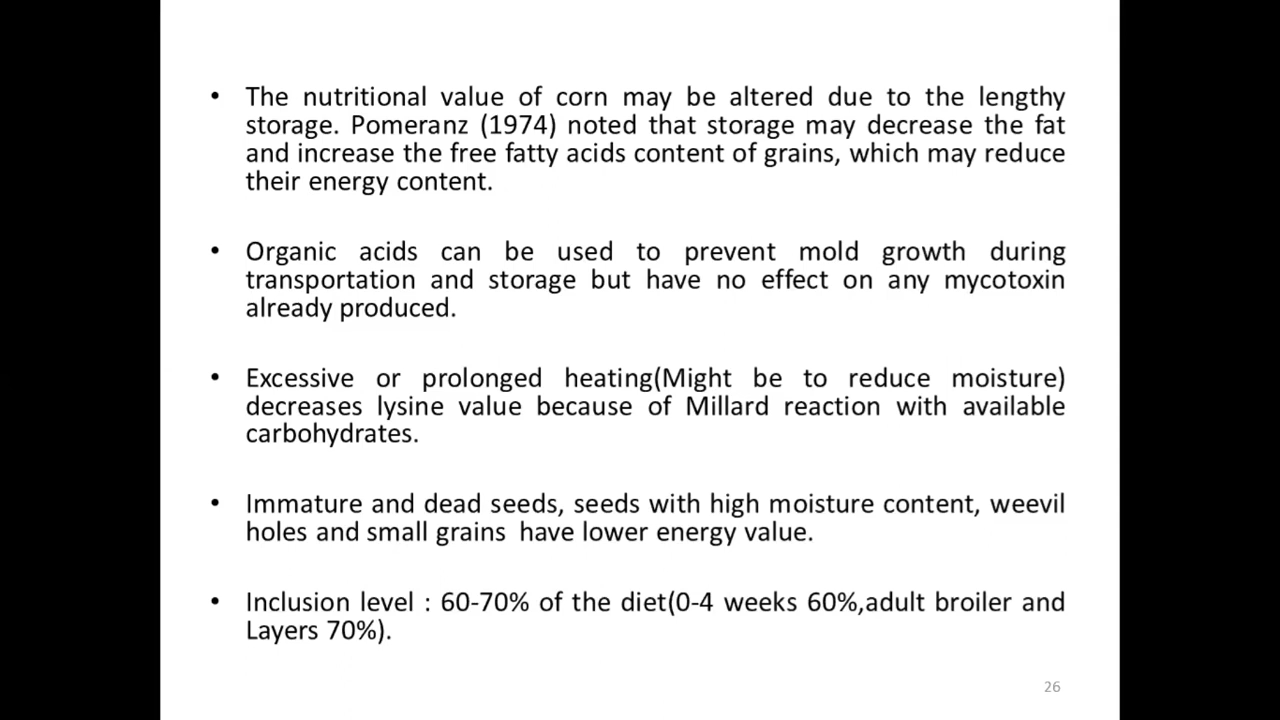 • The nutritional value of corn may be altered due to the lengthy
storage. Pomeranz (1974) noted that storage may decrease the fat
and increase the free fatty acids content of grains, which may reduce
their energy content.
• Organic acids can be used to prevent mold growth during
transportation and storage but have no effect on any mycotoxin
already produced.
• Excessive or prolonged heating(Might be to reduce moisture)
decreases lysine value because of Millard reaction with available
carbohydrates.
• Immature and dead seeds, seeds with high moisture content, weevil
holes and small grains have lower energy value.
• Inclusion level : 60-70% of the diet(0-4 weeks 60%,adult broiler and
Layers 70%).
26